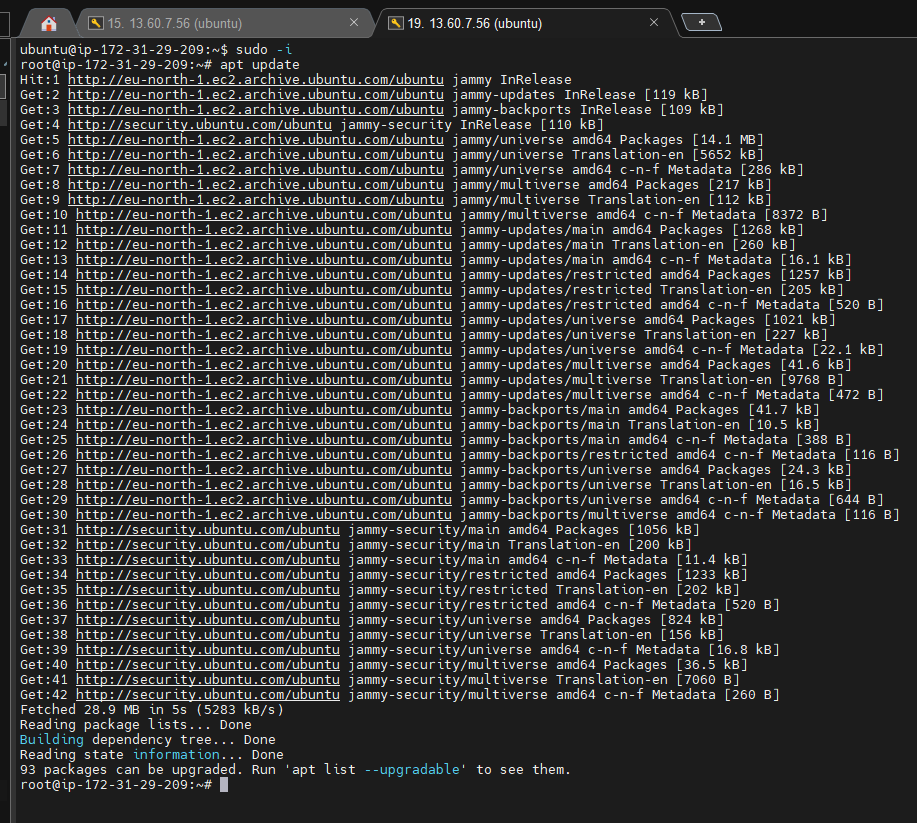 15. 13.60.7.56 (ubuntu)
19. 13.60.7.56 (ubuntu)
ubuntu@ip-172-31-29-209:~$ sudo -i
root@ip-172-31-29-209:~# apt update
Hit:1 http://eu-north-1.ec2.archive.ubuntu.com/ubuntu jammy InRelease
Get:2 http://eu-north-1.ec2.archive.ubuntu.com/ubuntu jammy-updates InRelease [119 kB]
Get:3 http://eu-north-1.ec2.archive.ubuntu.com/ubuntu jammy-backports InRelease [109 kB]
Get:4 http://security.ubuntu.com/ubuntu jammy-security InRelease [110 kB]
Get:5 http://eu-north-1.ec2.archive.ubuntu.com/ubuntu jammy/universe amd64 Packages [14.1 MB]
Get:6 http://eu-north-1.ec2.archive.ubuntu.com/ubuntu jammy/universe Translation-en [5652 kB]
Get:7 http://eu-north-1.ec2.archive.ubuntu.com/ubuntu jammy/universe amd64 c-n-f Metadata [286 kB]
Get:8 http://eu-north-1.ec2.archive.ubuntu.com/ubuntu jammy/multiverse amd64 Packages [217 kB]
Get:9 http://eu-north-1.ec2.archive.ubuntu.com/ubuntu jammy/multiverse Translation-en [112 kB]
Get:10 http://eu-north-1.ec2.archive.ubuntu.com/ubuntu jammy/multiverse amd64 c-n-f Metadata [8372 B]
Get:11 http://eu-north-1.ec2.archive.ubuntu.com/ubuntu jammy-updates/main amd64 Packages [1268 kB]
Get:12 http://eu-north-1.ec2.archive.ubuntu.com/ubuntu jammy-updates/main Translation-en [260 kB]
Get:13 http://eu-north-1.ec2.archive.ubuntu.com/ubuntu jammy-updates/main amd64 c-n-f Metadata [16.1 kB]
Get:14 http://eu-north-1.ec2.archive.ubuntu.com/ubuntu jammy-updates/restricted amd64 Packages [1257 kB]
Get:15 http://eu-north-1.ec2.archive.ubuntu.com/ubuntu jammy-updates/restricted Translation-en [205 kB]
Get:16 http://eu-north-1.ec2.archive.ubuntu.com/ubuntu jammy-updates/restricted amd64 c-n-f Metadata [520 B]
Get:17 http://eu-north-1.ec2.archive.ubuntu.com/ubuntu jammy-updates/universe amd64 Packages [1021 kB]
Get:18 http://eu-north-1.ec2.archive.ubuntu.com/ubuntu jammy-updates/universe Translation-en [227 kB]
Get:19 http://eu-north-1.ec2.archive.ubuntu.com/ubuntu jammy-updates/universe amd64 c-n-f Metadata [22.1 kB]
Get:20 http://eu-north-1.ec2.archive.ubuntu.com/ubuntu jammy-updates/multiverse amd64 Packages [41.6 kB]
Get:21 http://eu-north-1.ec2.archive.ubuntu.com/ubuntu jammy-updates/multiverse Translation-en [9768 B]
Get:22 http://eu-north-1.ec2.archive.ubuntu.com/ubuntu jammy-updates/multiverse amd64 c-n-f Metadata [472 B]
Get:23 http://eu-north-1.ec2.archive.ubuntu.com/ubuntu jammy-backports/main amd64 Packages [41.7 kB]
Get:24 http://eu-north-1.ec2.archive.ubuntu.com/ubuntu jammy-backports/main Translation-en [10.5 kB]
Get:25 http://eu-north-1.ec2.archive.ubuntu.com/ubuntu jammy-backports/main amd64 c-n-f Metadata [388 B]
Get:26 http://eu-north-1.ec2.archive.ubuntu.com/ubuntu jammy-backports/restricted amd64 c-n-f Metadata [116 B]
Get:27 http://eu-north-1.ec2.archive.ubuntu.com/ubuntu jammy-backports/universe amd64 Packages [24.3 kB]
Get:28 http://eu-north-1.ec2.archive.ubuntu.com/ubuntu jammy-backports/universe Translation-en [16.5 kB]
Get:29 http://eu-north-1.ec2.archive.ubuntu.com/ubuntu jammy-backports/universe amd64 c-n-f Metadata [644 B]
Get:30 http://eu-north-1.ec2.archive.ubuntu.com/ubuntu jammy-backports/multiverse amd64 c-n-f Metadata [116 B]
Get:31 http://security.ubuntu.com/ubuntu jammy-security/main amd64 Packages [1056 kB]
Get:32 http://security.ubuntu.com/ubuntu jammy-security/main Translation-en [200 kB]
Get:33 http://security.ubuntu.com/ubuntu jammy-security/main amd64 c-n-f Metadata [11.4 kB]
Get:34 http://security.ubuntu.com/ubuntu jammy-security/restricted amd64 Packages [1233 kB]
Get:35 http://security.ubuntu.com/ubuntu jammy-security/restricted Translation-en [202 kB]
Get:36 http://security.ubuntu.com/ubuntu jammy-security/restricted amd64 c-n-f Metadata [520 B]
Get:37 http://security.ubuntu.com/ubuntu jammy-security/universe amd64 Packages [824 kB]
Get:38 http://security.ubuntu.com/ubuntu jammy-security/universe Translation-en [156 kB]
Get:39 http://security.ubuntu.com/ubuntu jammy-security/universe amd64 c-n-f Metadata [16.8 kB]
Get:40 http://security.ubuntu.com/ubuntu jammy-security/multiverse amd64 Packages [36.5 kB]
Get:41 http://security.ubuntu.com/ubuntu jammy-security/multiverse Translation-en [7060 B]
Get:42 http://security.ubuntu.com/ubuntu jammy-security/multiverse amd64 c-n-f Metadata [260 B]
Fetched 28.9 MB in 5s (5283 kB/s)
Reading package lists... Done
Building dependency tree... Done
Reading state information... Done
93 packages can be upgraded. Run 'apt list --upgradable' to see them.
root@ip-172-31-29-209:~#